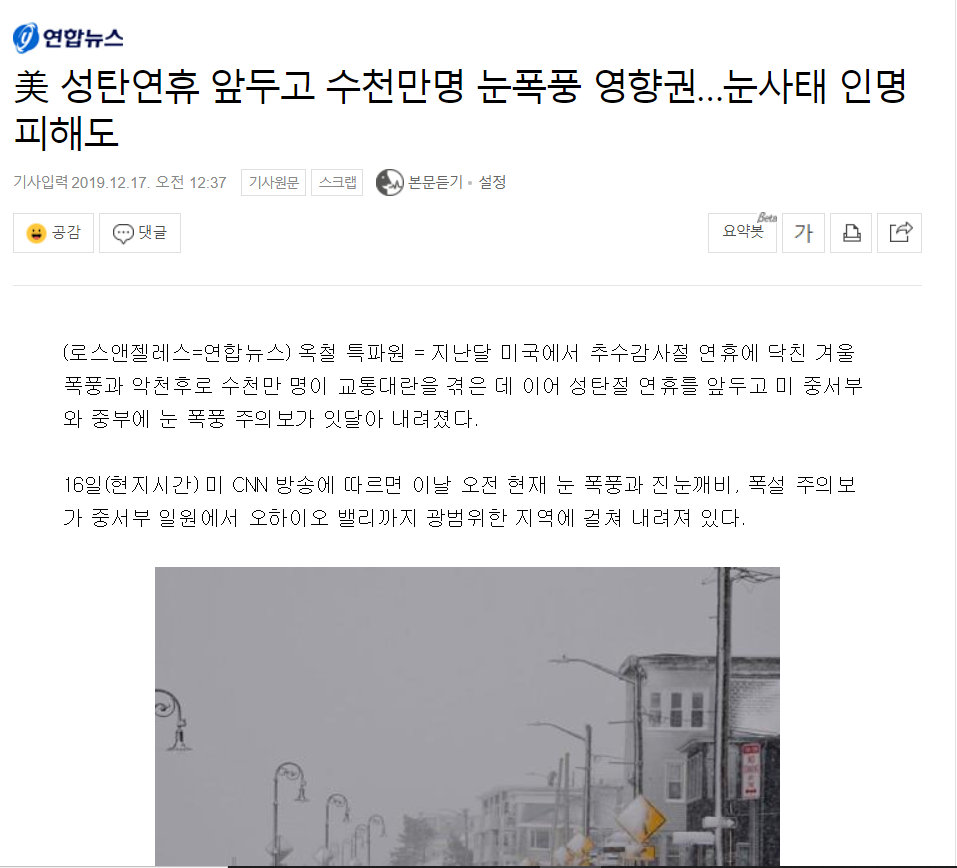 연합뉴스
美 성탄연휴 앞두고 수천만명 눈폭풍 영향권…눈사태 인명
피해도
기사입력 2019.12.17. 오전 12:37 기사원문 스크랩 본문듣기 · 설정
공감 댓글 요약봇 Beta 가
(로스앤젤레스=연합뉴스) 옥철 특파원 = 지난달 미국에서 추수감사절 연휴에 닥친 겨울
폭풍과 악천후로 수천만 명이 교통대란을 겪은 데 이어 성탄절 연휴를 앞두고 미 중서부
와 중부에 눈 폭풍 주의보가 잇달아 내려졌다.
16일(현지시간) 미 CNN 방송에 따르면 이날 오전 현재 눈 폭풍과 진눈깨비, 폭설 주의보
가 중서부 일원에서 오하이오 밸리까지 광범위한 지역에 걸쳐 내려져 있다.